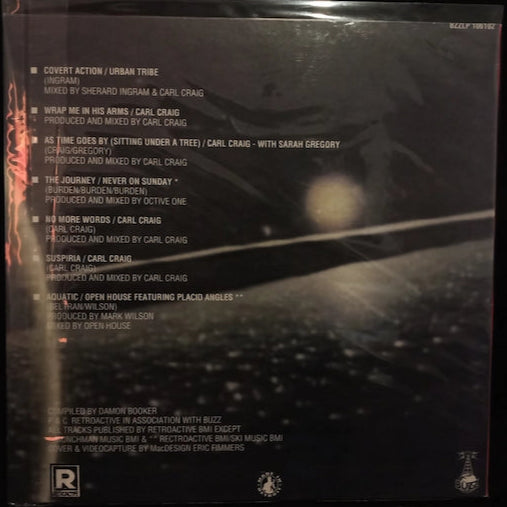 BZZLP 106102
■ COVERT ACTION / URBAN TRIBE
(INGRAM)
MIXED BY SHERARD INGRAM & CARL CRAIG
■ WRAP ME IN HIS ARMS / CARL CRAIG
PRODUCED AND MIXED BY CARL CRAIG
■ AS TIME GOES BY (SITTING UNDER A TREE) / CARL CRAIG - WITH SARAH GREGORY
(CRAIG/GREGORY)
PRODUCED AND MIXED BY CARL CRAIG
■ THE JOURNEY / NEVER ON SUNDAY *
(BURDEN/BURDEN/BURDEN)
PRODUCED AND MIXED BY OCTIVE ONE
■ NO MORE WORDS / CARL CRAIG
(CARL CRAIG)
PRODUCED AND MIXED BY CARL CRAIG
■ SUSPIRIA / CARL CRAIG
(CARL CRAIG)
PRODUCED AND MIXED BY CARL CRAIG
■ AQUATIC / OPEN HOUSE FEATURING PLACID ANGLES **
(BELTRAN/WILSON)
PRODUCED BY MARK WILSON
MIXED BY OPEN HOUSE
COMPILED BY DAMON BOOKER
P & C RETROACTIVE IN ASSOCIATION WITH BUZZ
ALL TRACKS PUBLISHED BY RETROACTIVE BMI EXCEPT
MUSIC BMI & ** RECTROACTIVE BMI/SKI MUSIC BMI
COVER & VIDEOCAPTURE BY MacDESIGN ERIC FIMMERS
R
BUZZ